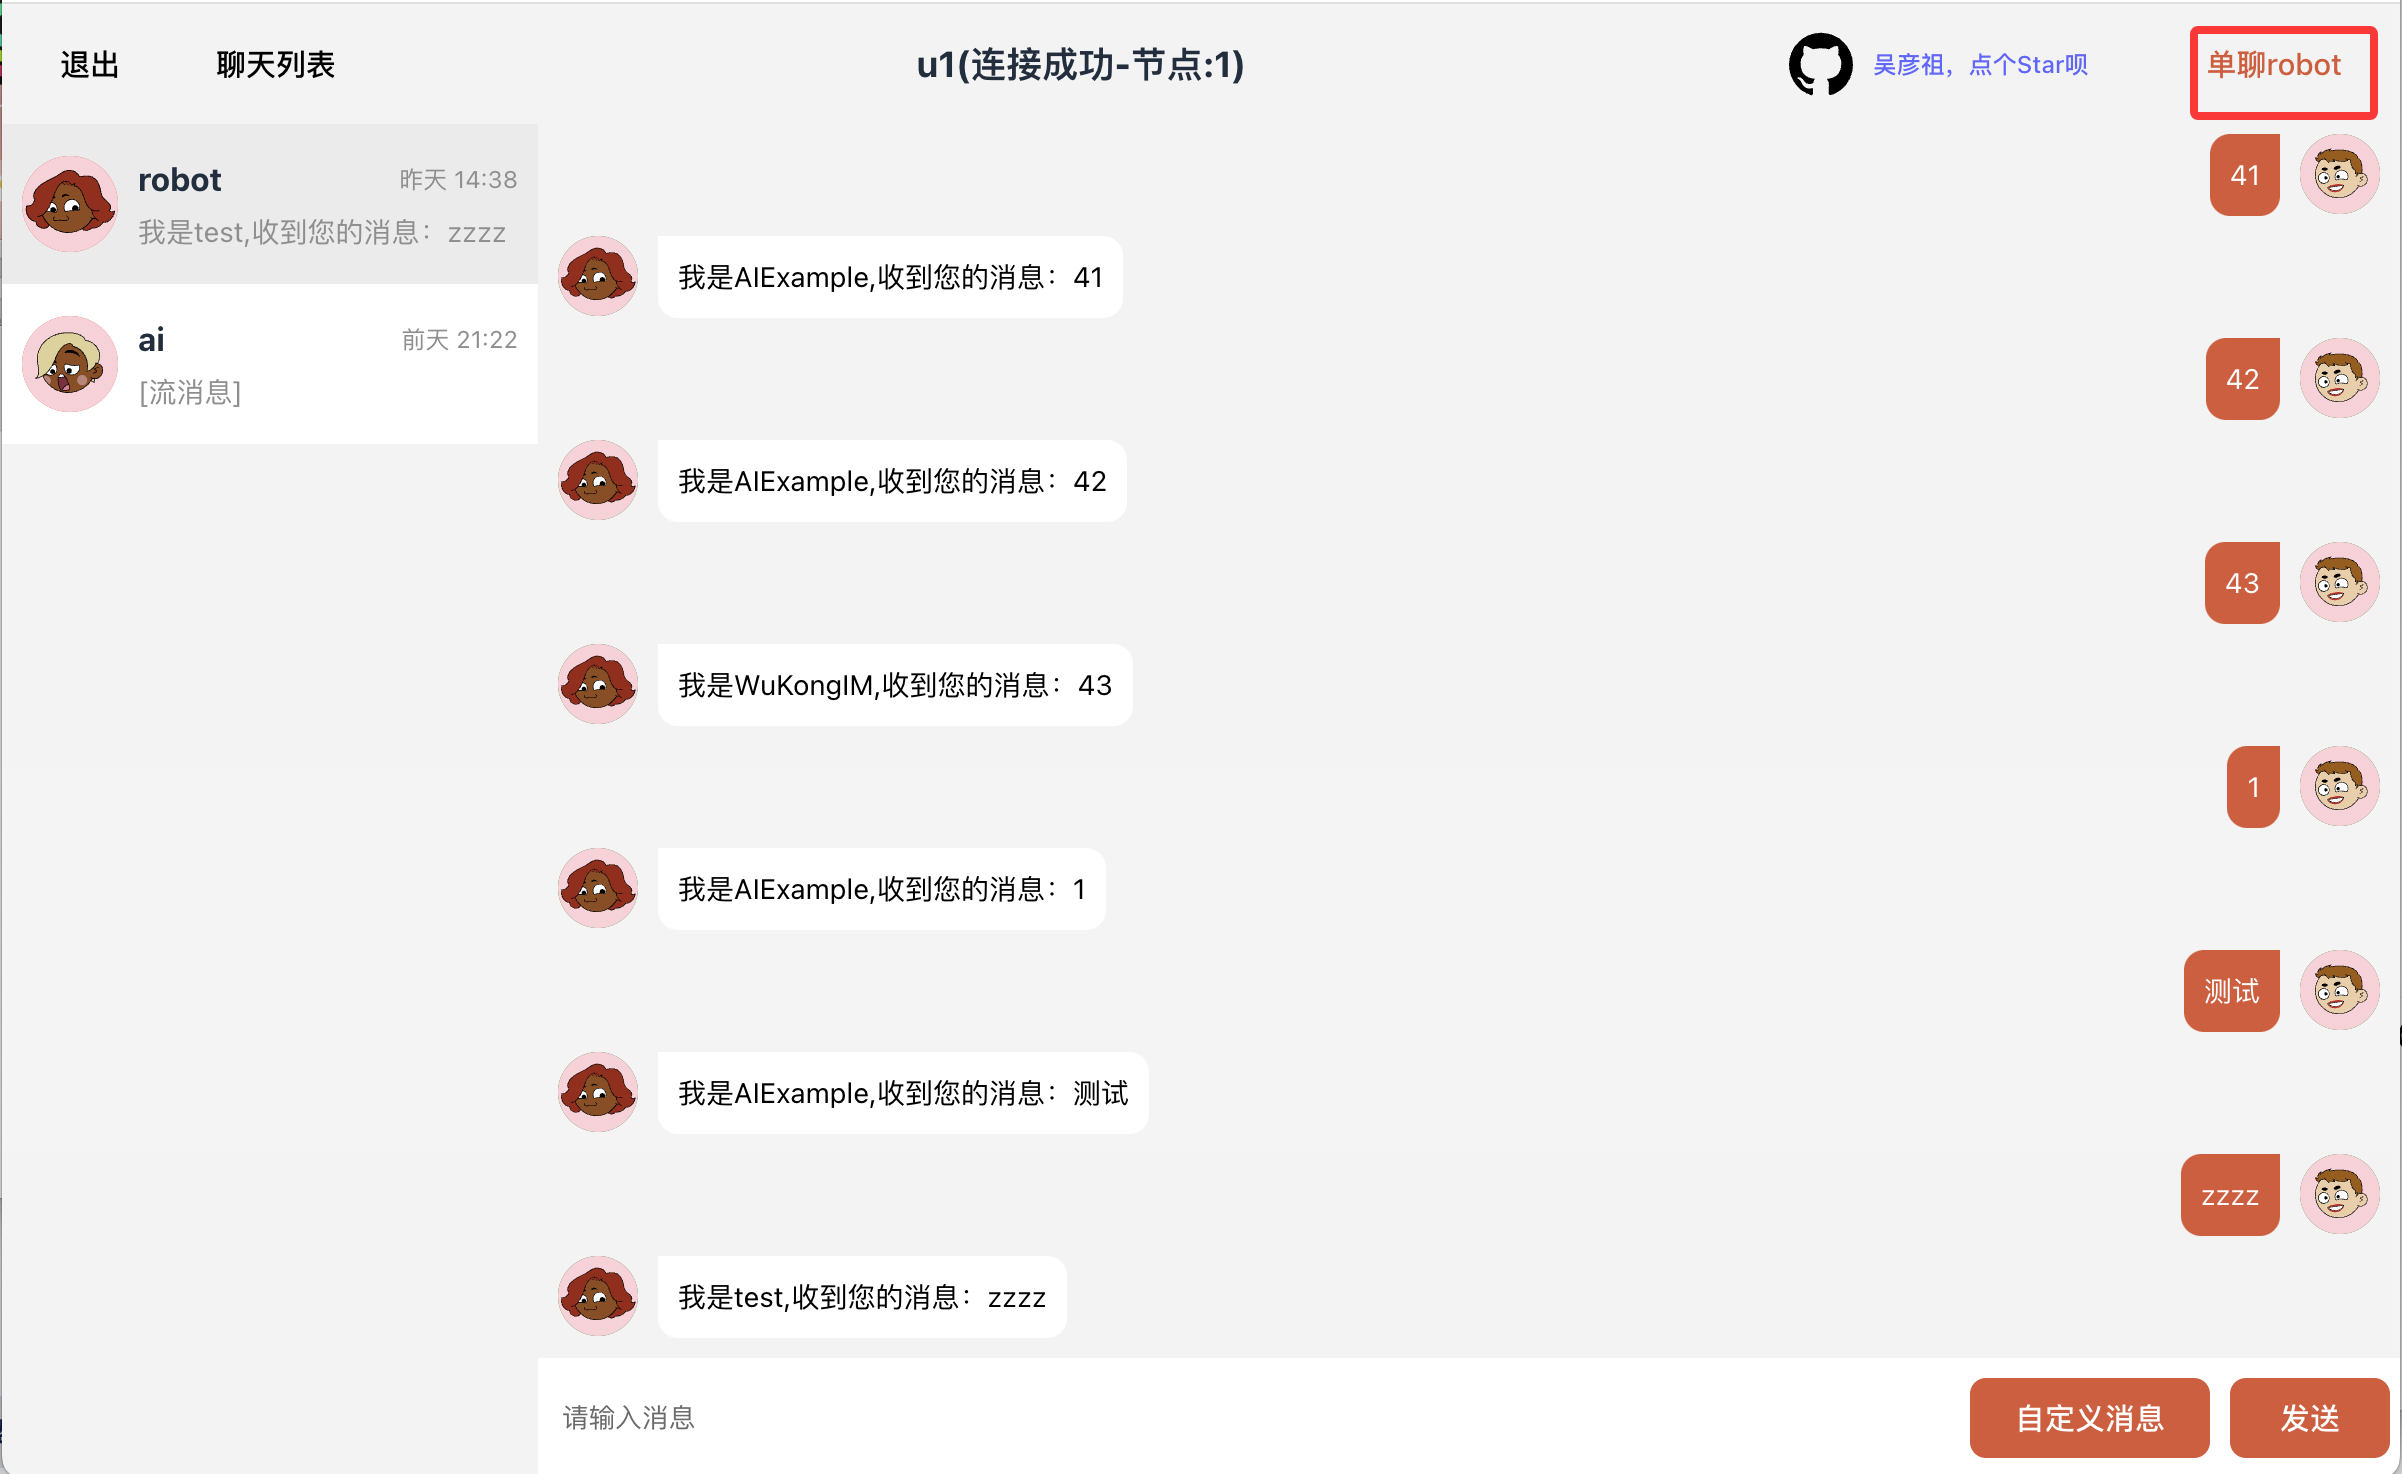 退出
聊天列表
u1(连接成功-节点:1)
吴彦祖，点个Star呗
单聊robot
robot
昨天 14:38
我是test,收到您的消息：zzzz
ai
前天 21:22
[流消息]
41
我是AIExample,收到您的消息：41
42
我是AIExample,收到您的消息：42
43
我是WuKongIM,收到您的消息：43
1
我是AIExample,收到您的消息：1
测试
我是AIExample,收到您的消息：测试
zzzz
我是test,收到您的消息：zzzz
请输入消息
自定义消息
发送